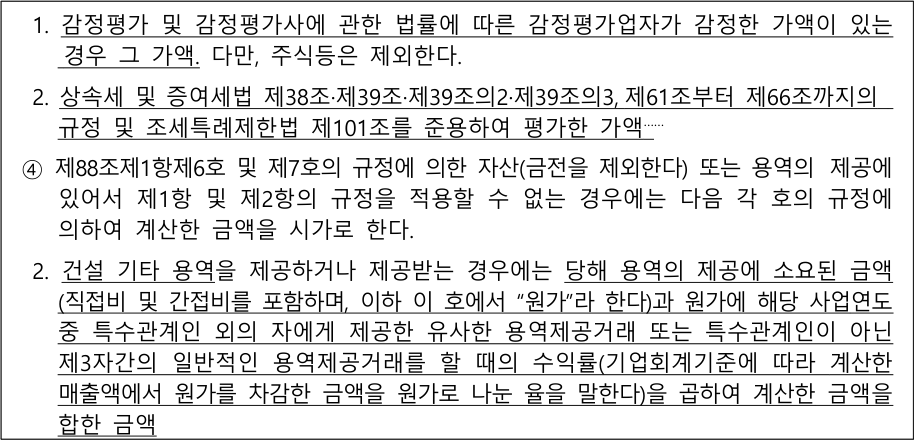 1. 감정평가 및 감정평가사에 관한 법률에 따른 감정평가업자가 감정한 가액이 있는
경우 그 가액. 다만, 주식등은 제외한다.
2. 상속세 및 증여세법 제38조·제39조·제39조의2·제39조의3, 제61조부터 제66조까지의
규정 및 조세특례제한법 제101조를 준용하여 평가한 가액……
④ 제88조제1항제6호 및 제7호의 규정에 의한 자산(금전을 제외한다) 또는 용역의 제공에
있어서 제1항 및 제2항의 규정을 적용할 수 없는 경우에는 다음 각 호의 규정에
의하여 계산한 금액을 시가로 한다.
2. 건설 기타 용역을 제공하거나 제공받는 경우에는 당해 용역의 제공에 소요된 금액
(직접비 및 간접비를 포함하며, 이하 이 호에서 “원가”라 한다)과 원가에 해당 사업연도
중 특수관계인 외의 자에게 제공한 유사한 용역제공거래 또는 특수관계인이 아닌
제3자간의 일반적인 용역제공거래를 할 때의 수익률(기업회계기준에 따라 계산한
매출액에서 원가를 차감한 금액을 원가로 나눈 율을 말한다)을 곱하여 계산한 금액을
합한 금액